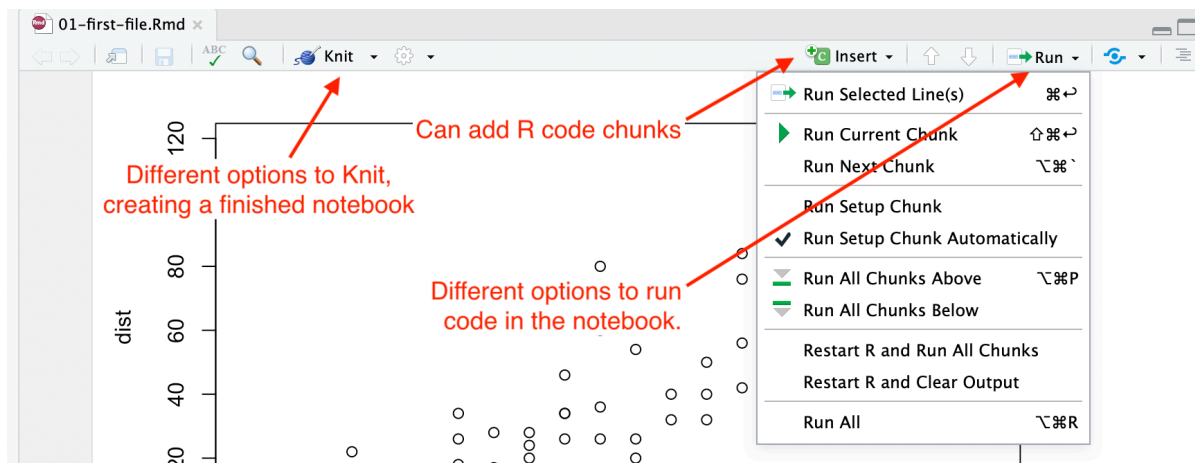 Rmd 01-first-file.Rmd ×
ABC Knit C Insert Run
Run Selected Line(s) ⌘↩
Run Current Chunk ⇧⌘↩
Run Next Chunk ⌥⌘`
Run Setup Chunk
✓ Run Setup Chunk Automatically
Run All Chunks Above ⌥⌘P
Run All Chunks Below
Restart R and Run All Chunks
Restart R and Clear Output
Run All ⌥⌘R
Can add R code chunks
Different options to Knit,
creating a finished notebook
Different options to run
code in the notebook.
dist
120
80
60
40
20